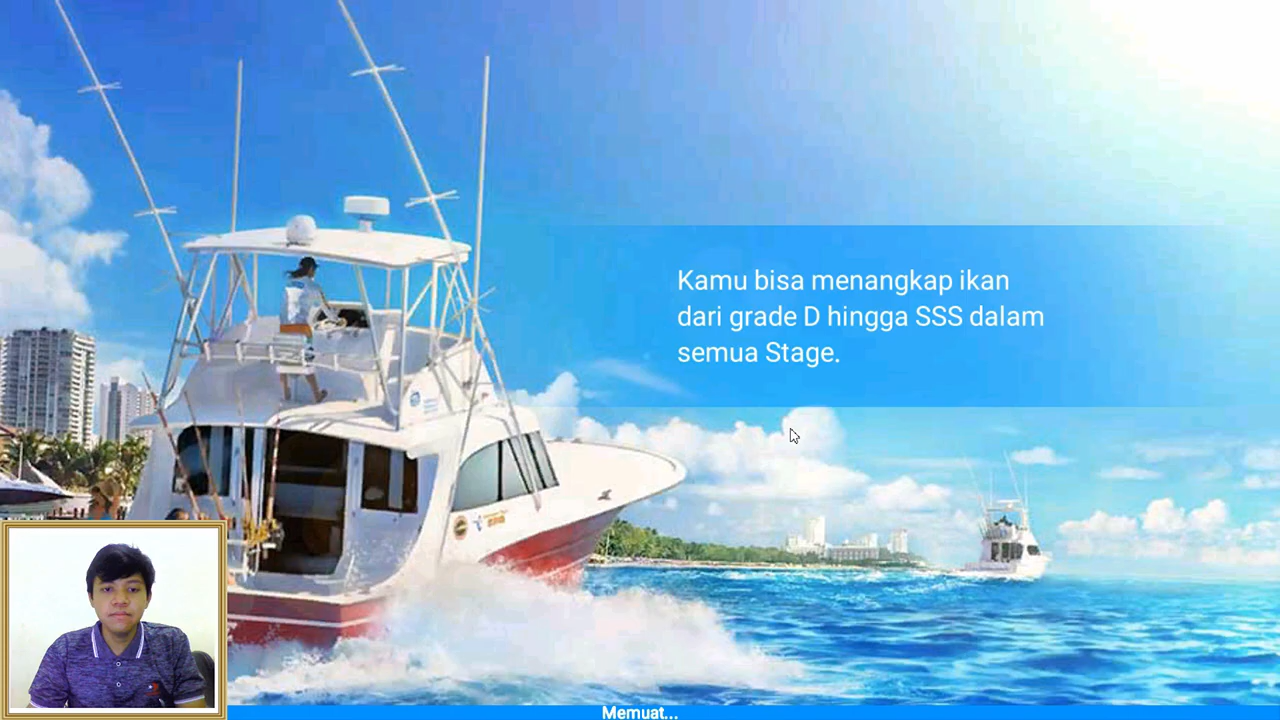 Kamu bisa menangkap ikan
dari grade D hingga SSS dalam
semua Stage.
Memuat...